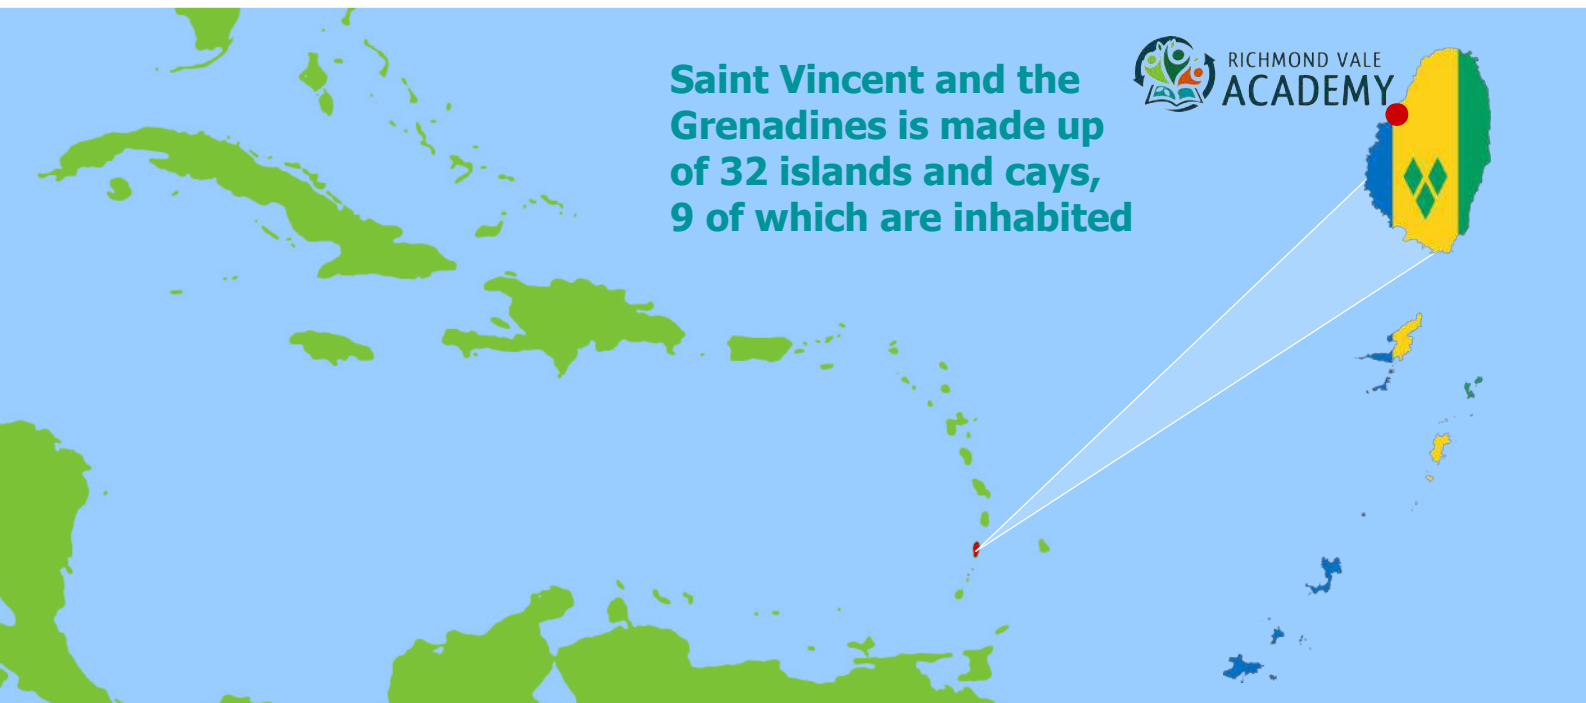 Saint Vincent and the
Grenadines is made up
of 32 islands and cays,
9 of which are inhabited
RICHMOND VALE
ACADEMY